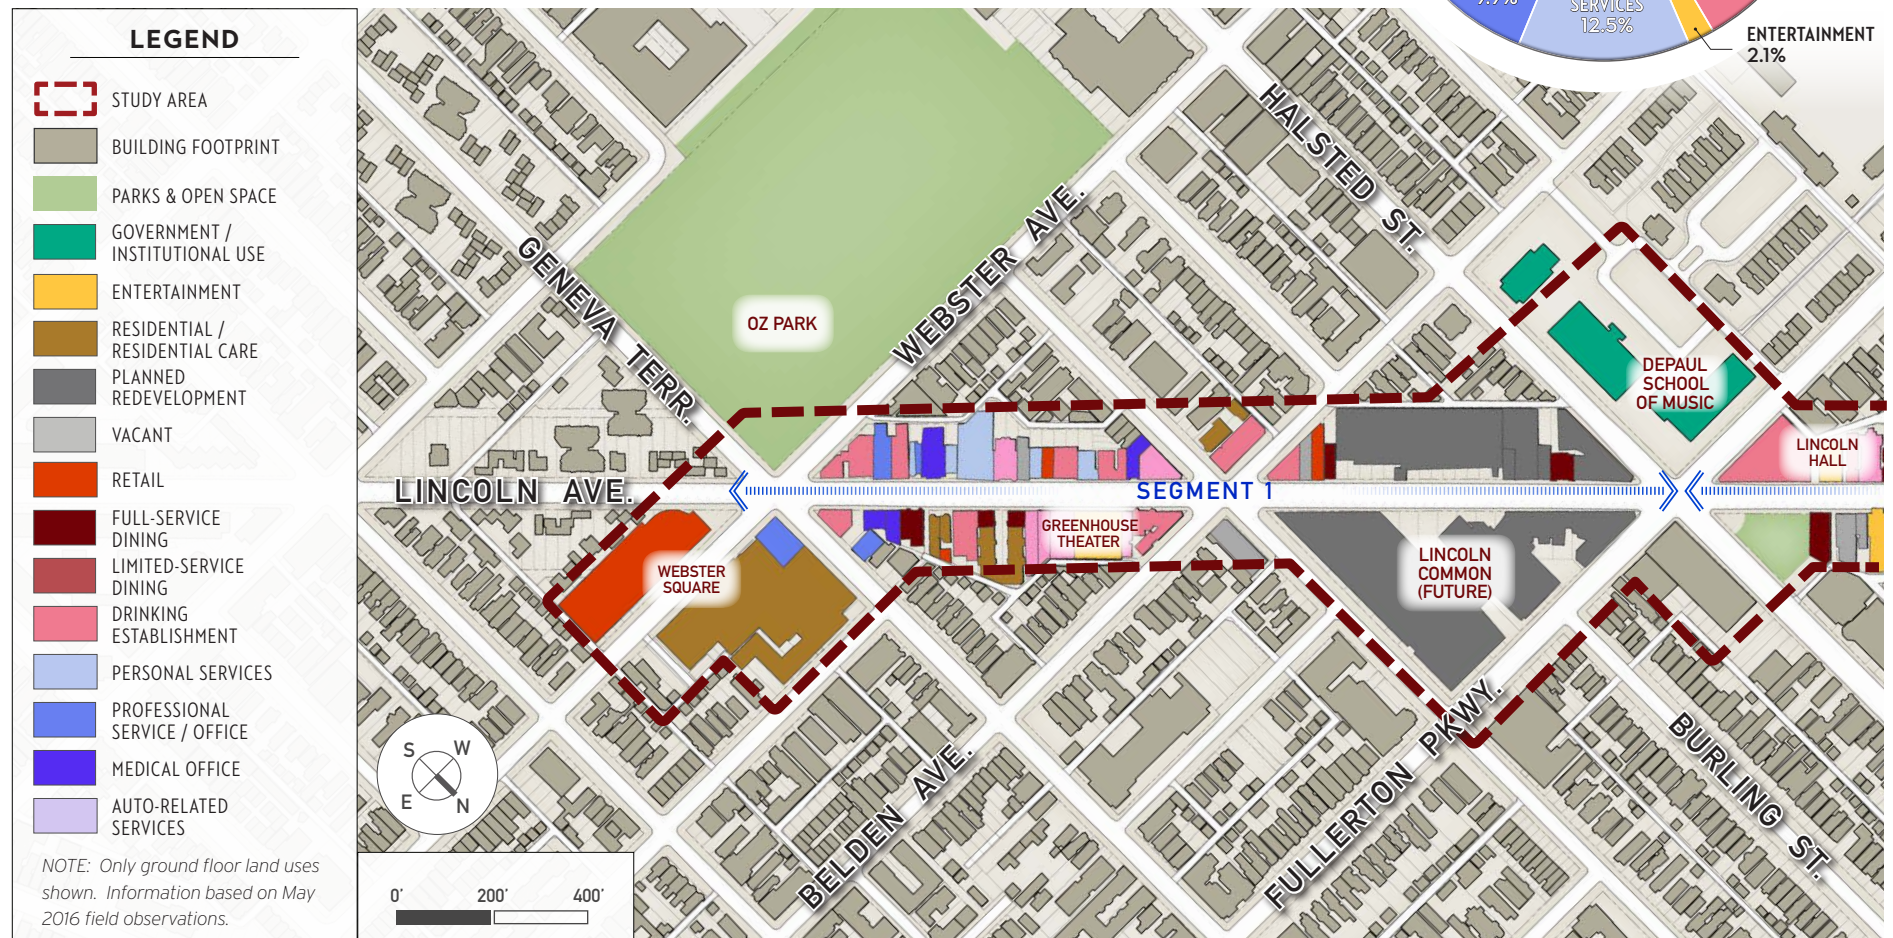 LEGEND
STUDY AREA
BUILDING FOOTPRINT
PARKS & OPEN SPACE
GOVERNMENT /
INSTITUTIONAL USE
ENTERTAINMENT
RESIDENTIAL /
RESIDENTIAL CARE
PLANNED
REDEVELOPMENT
VACANT
RETAIL
FULL-SERVICE
DINING
LIMITED-SERVICE
DINING
DRINKING
ESTABLISHMENT
PERSONAL SERVICES
PROFESSIONAL
SERVICE / OFFICE
MEDICAL OFFICE
AUTO-RELATED
SERVICES
NOTE: Only ground floor land uses
shown. Information based on May
2016 field observations.
SERVICES
12.5%
ENTERTAINMENT
2.1%
HALSTED ST.
GENEVA TERR.
WEBSTER AVE.
OZ PARK
DEPAUL
SCHOOL
OF MUSIC
LINCOLN
HALL
LINCOLN AVE.
SEGMENT 1
GREENHOUSE
THEATER
WEBSTER
SQUARE
LINCOLN
COMMON
(FUTURE)
BELDEN AVE.
FULLERTON PKWY.
BURLING ST.
S W
E N
0' 200' 400'